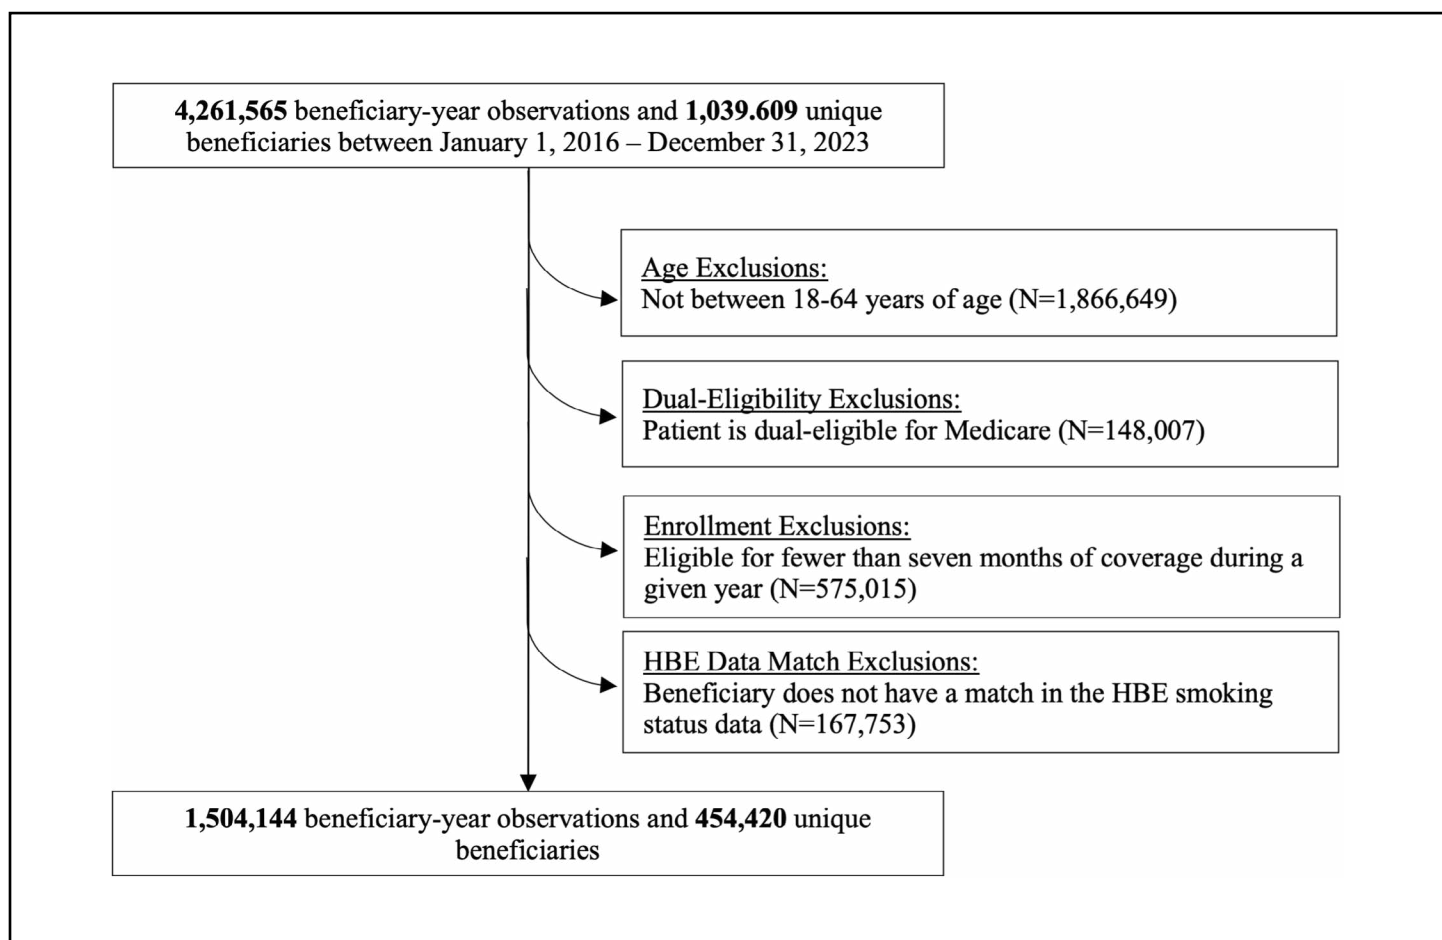 4,261,565 beneficiary-year observations and 1,039.609 unique
beneficiaries between January 1, 2016 – December 31, 2023
Age Exclusions:
Not between 18-64 years of age (N=1,866,649)
Dual-Eligibility Exclusions:
Patient is dual-eligible for Medicare (N=148,007)
Enrollment Exclusions:
Eligible for fewer than seven months of coverage during a
given year (N=575,015)
HBE Data Match Exclusions:
Beneficiary does not have a match in the HBE smoking
status data (N=167,753)
1,504,144 beneficiary-year observations and 454,420 unique
beneficiaries